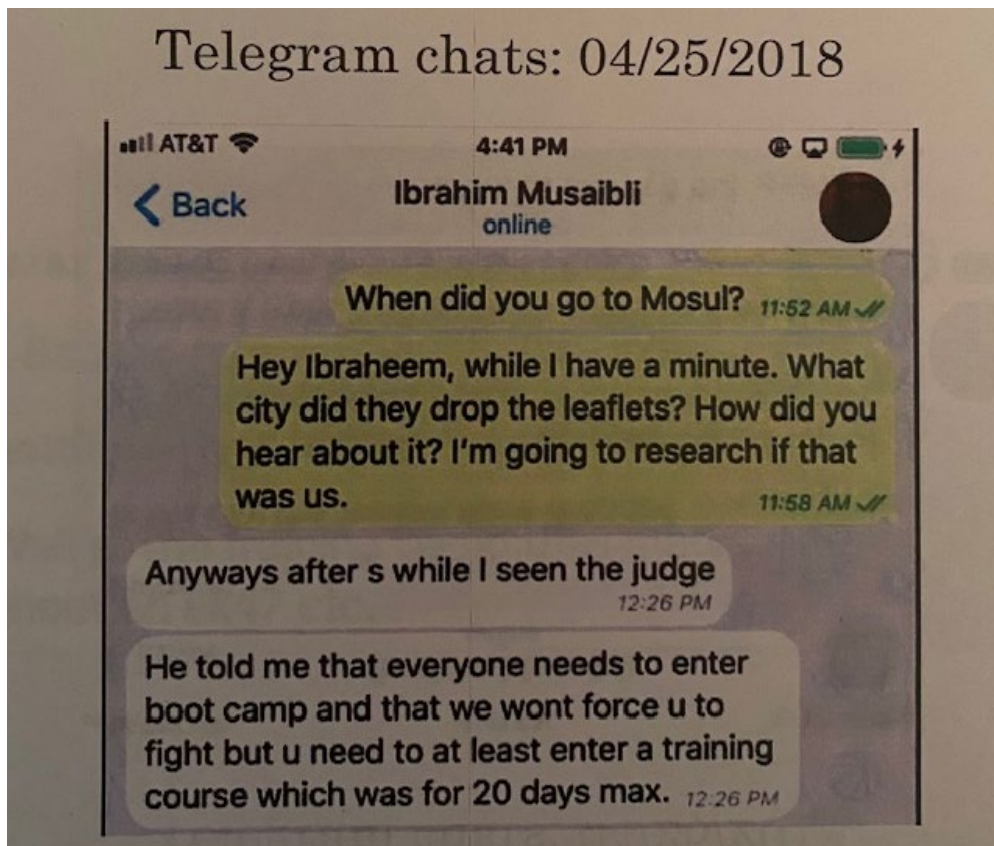 Telegram chats: 04/25/2018
AT&T 4:41 PM
Back Ibrahim Musaibli
online
When did you go to Mosul? 11:52 AM
Hey Ibraheem, while I have a minute. What
city did they drop the leaflets? How did you
hear about it? I'm going to research if that
was us. 11:58 AM
Anyways after s while I seen the judge
12:26 PM
He told me that everyone needs to enter
boot camp and that we wont force u to
fight but u need to at least enter a training
course which was for 20 days max. 12:26 PM